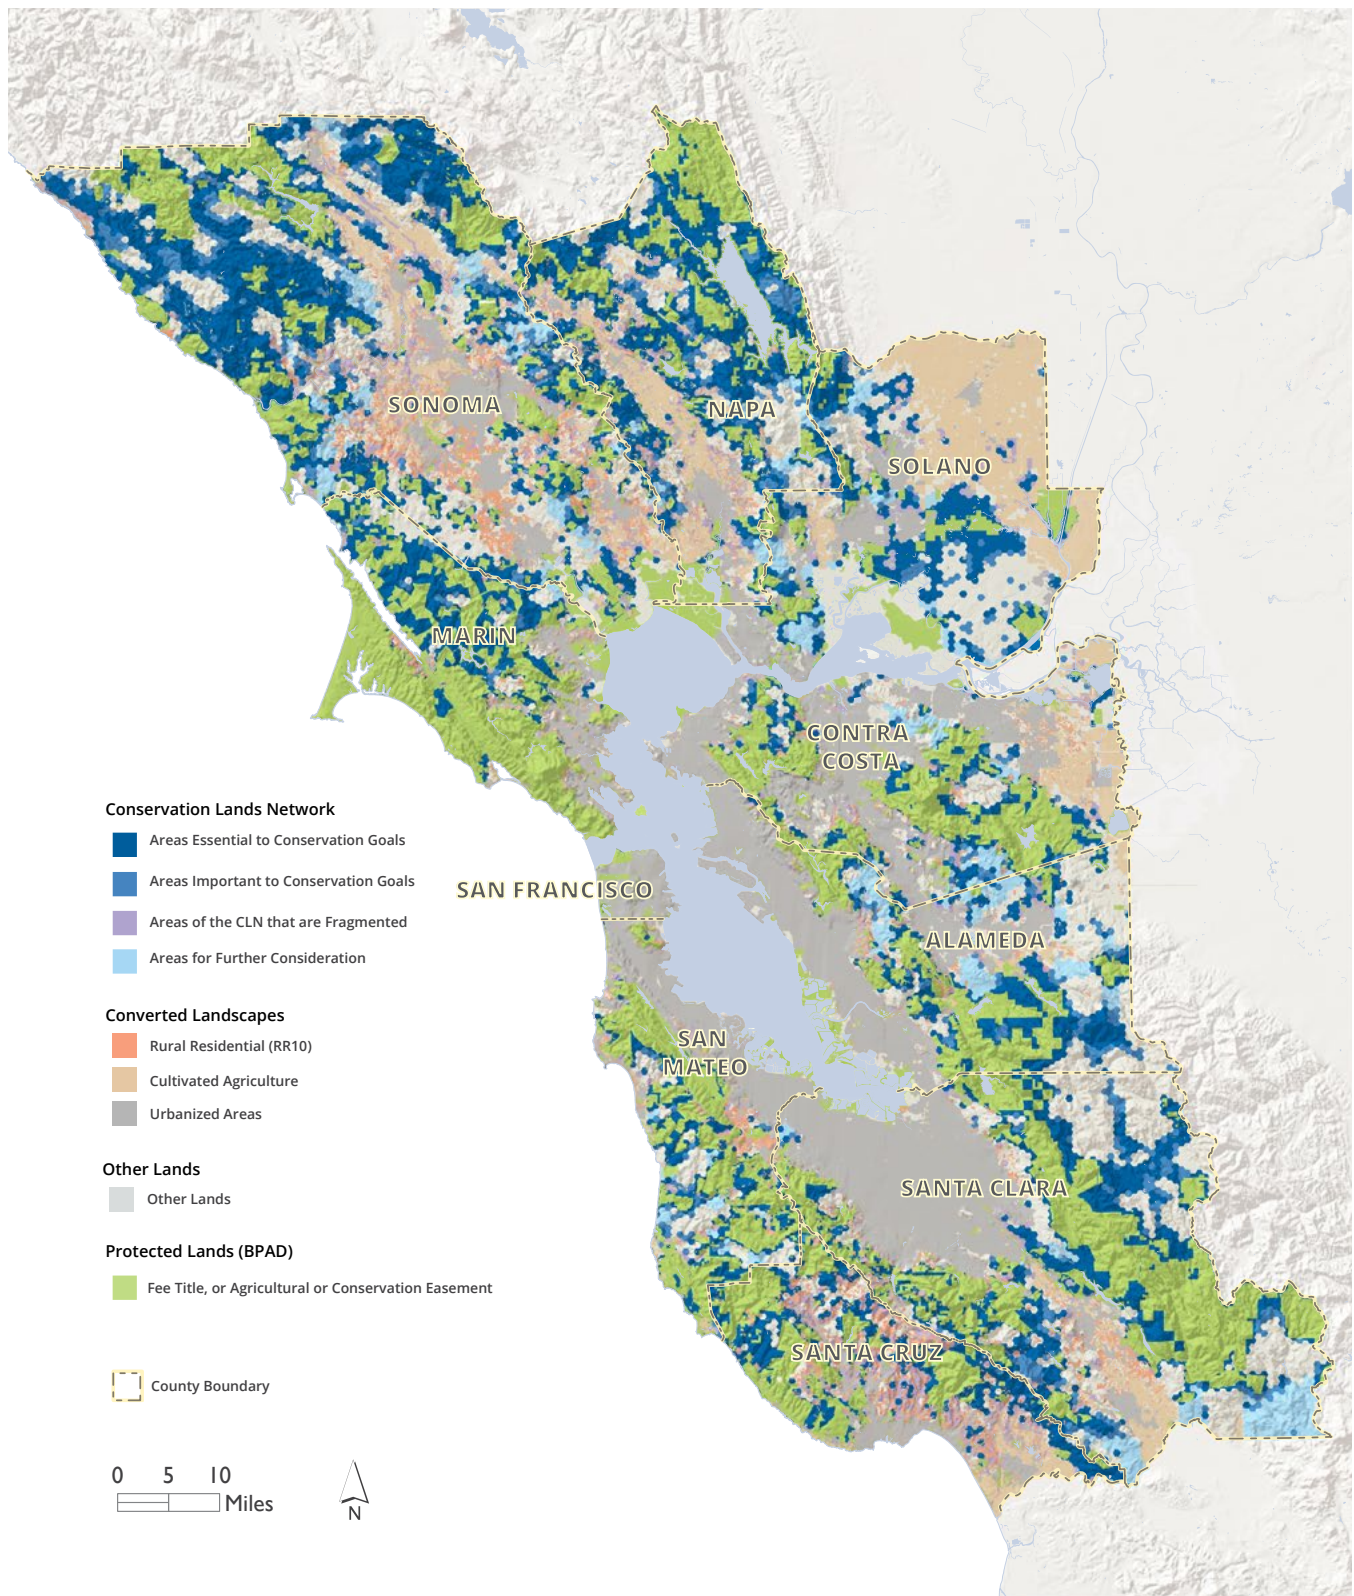 SONOMA
NAPA
SOLANO
MARIN
CONTRA
COSTA
SAN FRANCISCO
ALAMEDA
SAN
MATEO
SANTA CLARA
SANTA CRUZ
Conservation Lands Network
Areas Essential to Conservation Goals
Areas Important to Conservation Goals
Areas of the CLN that are Fragmented
Areas for Further Consideration
Converted Landscapes
Rural Residential (RR10)
Cultivated Agriculture
Urbanized Areas
Other Lands
Other Lands
Protected Lands (BPAD)
Fee Title, or Agricultural or Conservation Easement
County Boundary
0 5 10
Miles
N